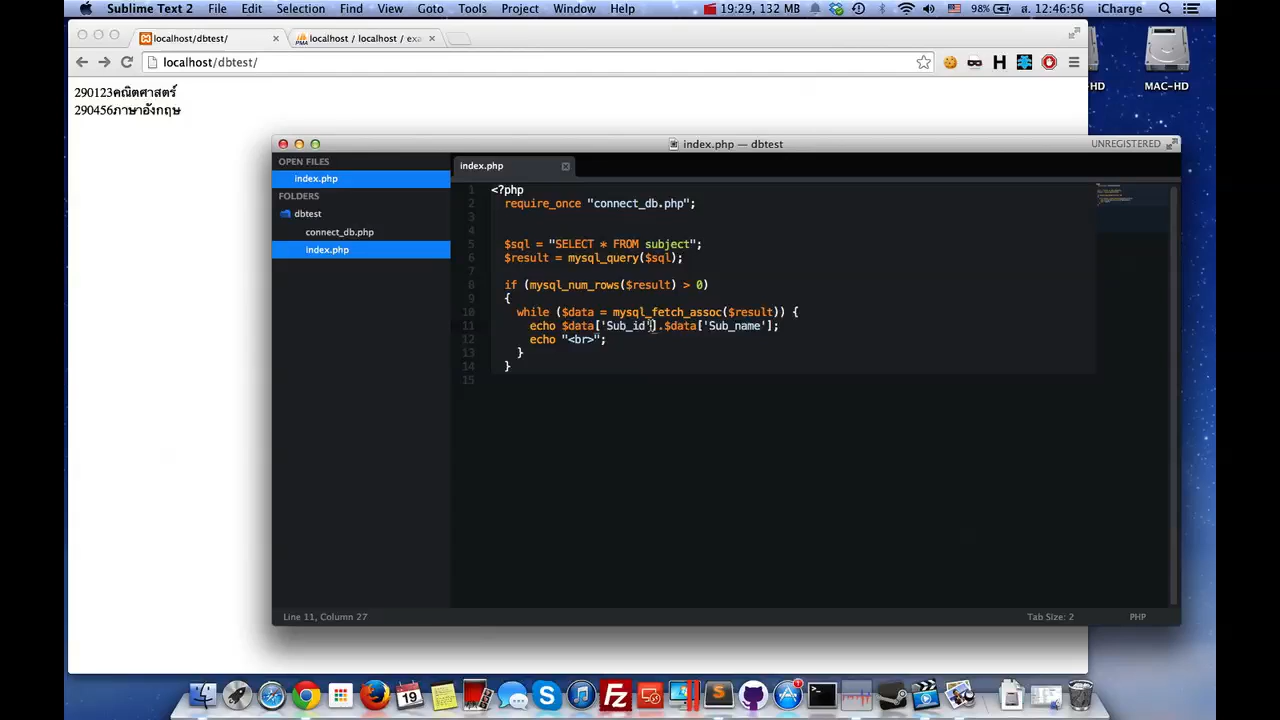 Sublime Text 2 File Edit Selection Find View Goto Tools Project Window Help 19:29, 132 MB 98% ส. 12:46:56 iCharge
localhost/dbtest/ localhost / localhost / exa
localhost/dbtest/
-HD MAC-HD
290123คณิตศาสตร์
290456ภาษาอังกฤษ
index.php — dbtest UNREGISTERED
OPEN FILES
index.php
FOLDERS
dbtest
connect_db.php
index.php
index.php
1 <?php
2 require_once "connect_db.php";
3
4
5 $sql = "SELECT * FROM subject";
6 $result = mysql_query($sql);
7
8 if (mysql_num_rows($result) > 0)
9 {
10 while ($data = mysql_fetch_assoc($result)) {
11 echo $data['Sub_id'].$data['Sub_name'];
12 echo "<br>";
13 }
14 }
15
Line 11, Column 27 Tab Size: 2 PHP
19